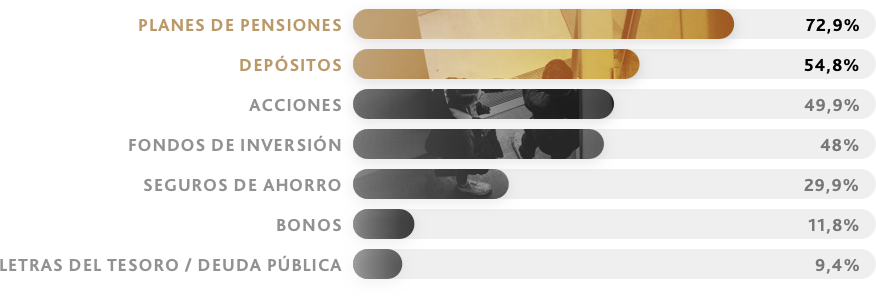 PLANES DE PENSIONES 72,9%
DEPÓSITOS 54,8%
ACCIONES 49,9%
FONDOS DE INVERSIÓN 48%
SEGUROS DE AHORRO 29,9%
BONOS 11,8%
LETRAS DEL TESORO / DEUDA PÚBLICA 9,4%